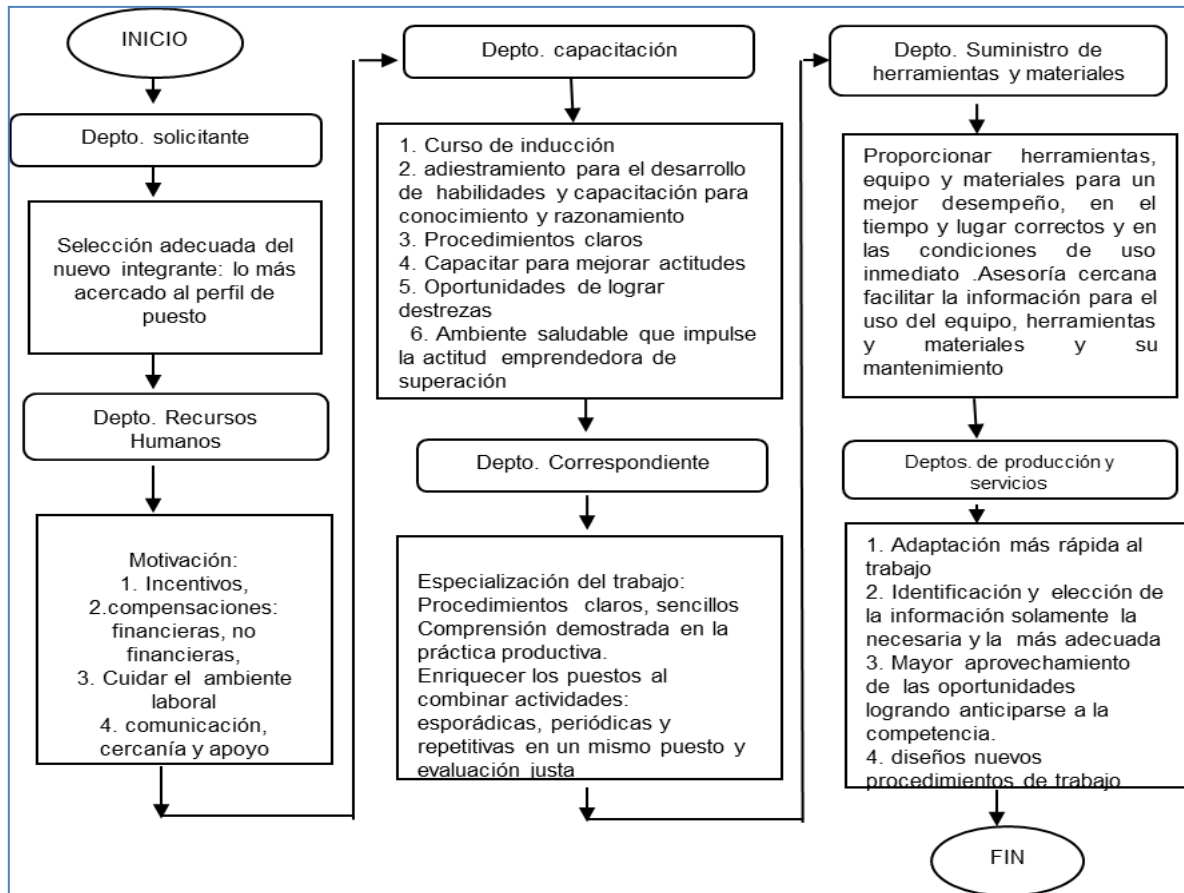 INICIO
Depto. solicitante
Selección adecuada del
nuevo integrante: lo más
acercado al perfil de
puesto
Depto. Recursos
Humanos
Motivación:
1. Incentivos,
2.compensaciones:
financieras, no
financieras,
3. Cuidar el ambiente
laboral
4. comunicación,
cercanía y apoyo
Depto. capacitación
1. Curso de inducción
2. adiestramiento para el desarrollo
de habilidades y capacitación para
conocimiento y razonamiento
3. Procedimientos claros
4. Capacitar para mejorar actitudes
5. Oportunidades de lograr
destrezas
6. Ambiente saludable que impulse
la actitud emprendedora de
superación
Depto. Correspondiente
Especialización del trabajo:
Procedimientos claros, sencillos
Comprensión demostrada en la
práctica productiva.
Enriquecer los puestos al
combinar actividades:
esporádicas, periódicas y
repetitivas en un mismo puesto y
evaluación justa
Depto. Suministro de
herramientas y materiales
Proporcionar herramientas,
equipo y materiales para un
mejor desempeño, en el
tiempo y lugar correctos y en
las condiciones de uso
inmediato .Asesoría cercana
facilitar la información para el
uso del equipo, herramientas
y materiales y su
mantenimiento
Deptos. de producción y
servicios
1. Adaptación más rápida al
trabajo
2. Identificación y elección de
la información solamente la
necesaria y la más adecuada
3. Mayor aprovechamiento
de las oportunidades
logrando anticiparse a la
competencia.
4. diseños nuevos
procedimientos de trabajo
FIN